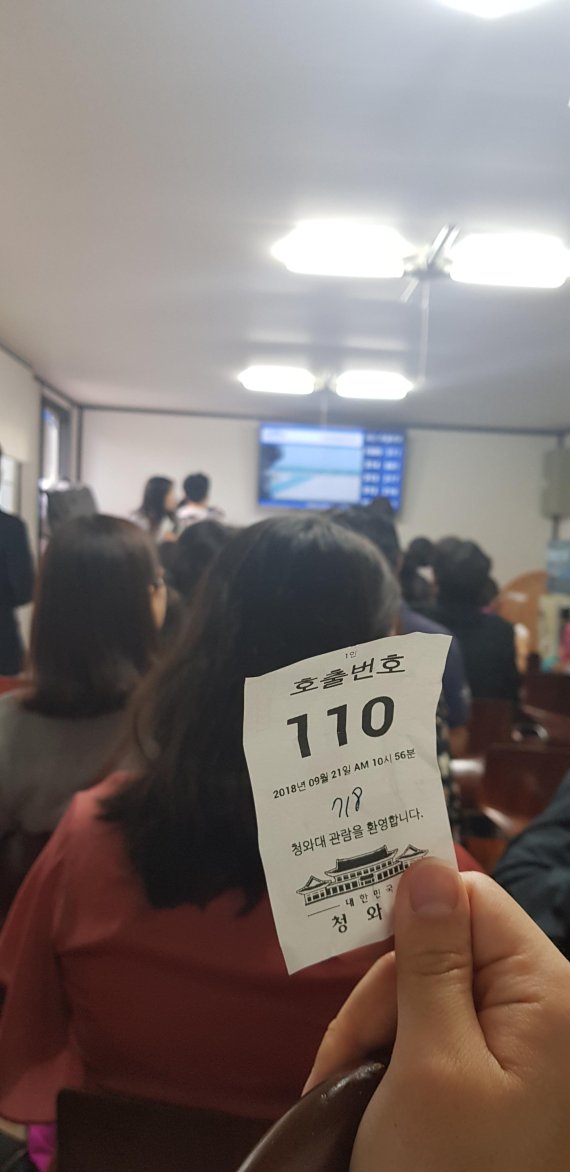 1인
호출번호
110
2018년 09월 21일 AM 10시 56분
청와대 관람을 환영합니다.
대한민국
청와